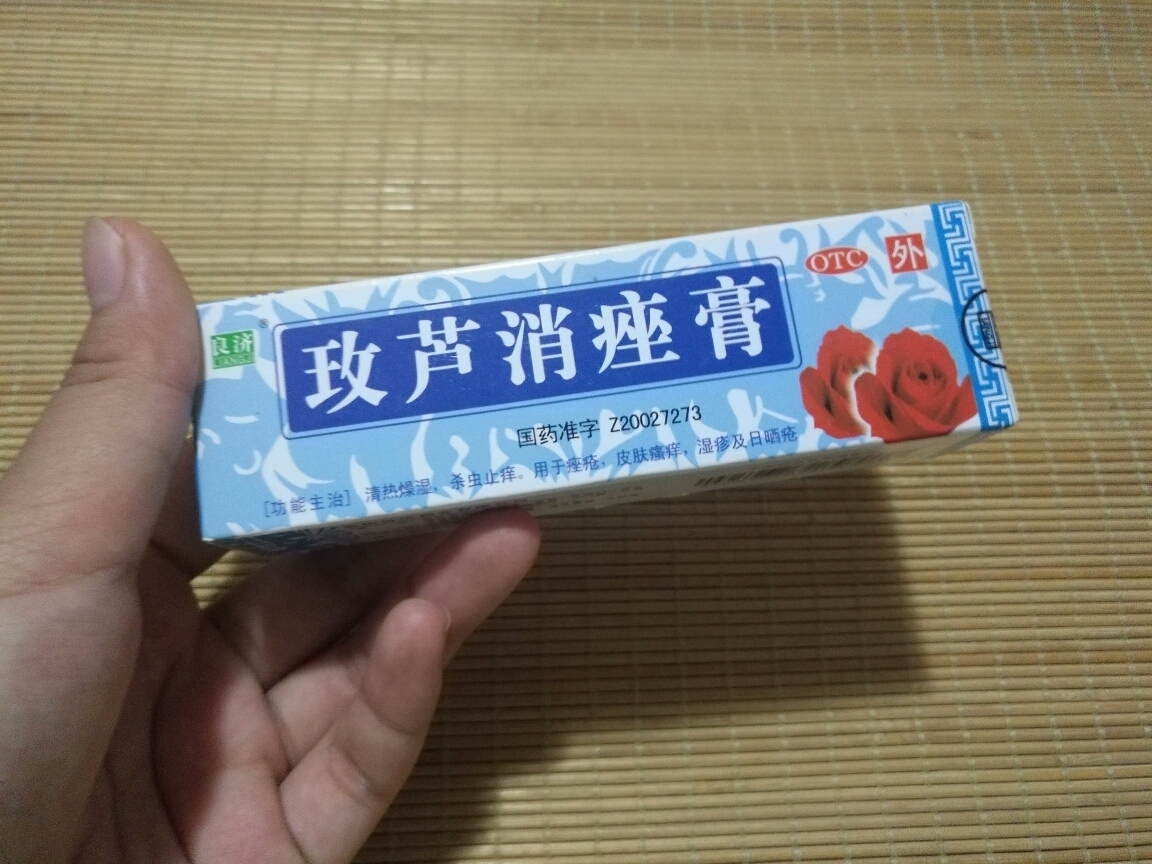 良济
LIANGJI
®
玫芦消痤膏
OTC
外
国药准字 Z20027273
[功能主治] 清热燥湿，杀虫止痒。用于痤疮，皮肤瘙痒，湿疹及日晒疮